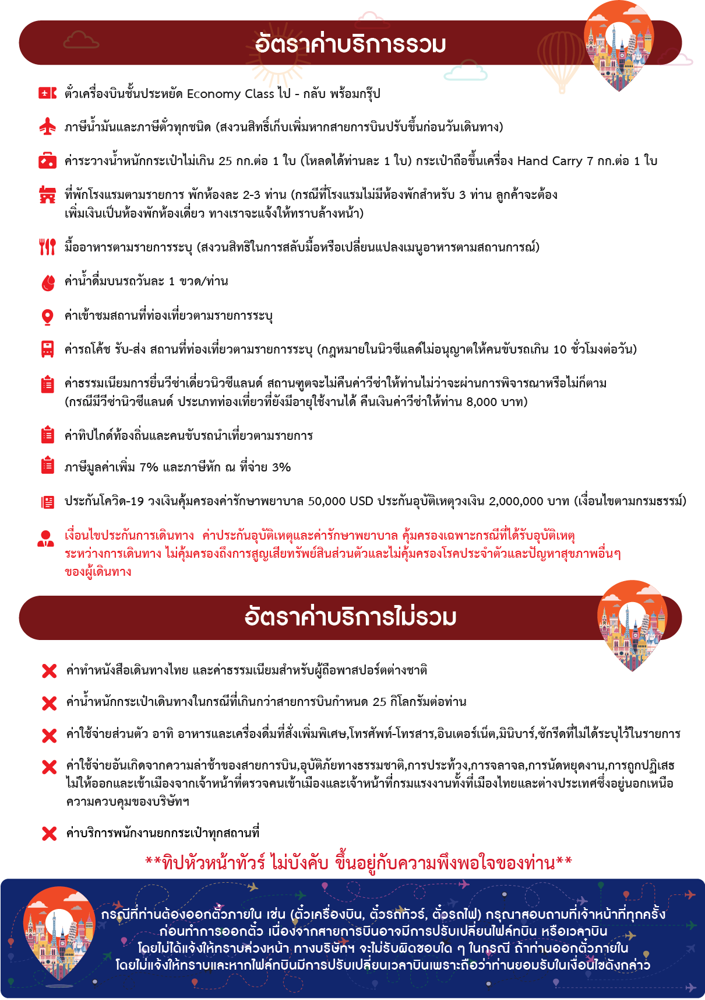 อัตราค่าบริการรวม
ตั๋วเครื่องบินชั้นประหยัด Economy Class ไป - กลับ พร้อมกรุ๊ป
ภาษีน้ำมันและภาษีตั๋วทุกชนิด (สงวนสิทธิ์เก็บเพิ่มหากสายการบินปรับขึ้นก่อนวันเดินทาง)
ค่าระวางน้ำหนักกระเป๋าไม่เกิน 25 กก.ต่อ 1 ใบ (โหลดได้ท่านละ 1 ใบ) กระเป๋าถือขึ้นเครื่อง Hand Carry 7 กก.ต่อ 1 ใบ
ที่พักโรงแรมตามรายการ พักห้องละ 2-3 ท่าน (กรณีที่โรงแรมไม่มีห้องพักสำหรับ 3 ท่าน ลูกค้าจะต้อง
เพิ่มเงินเป็นห้องพักห้องเดี่ยว ทางเราจะแจ้งให้ทราบล้างหน้า)
มื้ออาหารตามรายการระบุ (สงวนสิทธิในการสลับมื้อหรือเปลี่ยนแปลงเมนูอาหารตามสถานการณ์)
ค่าน้ำดื่มบนรถวันละ 1 ขวด/ท่าน
ค่าเข้าชมสถานที่ท่องเที่ยวตามรายการระบุ
ค่ารถโค้ช รับ-ส่ง สถานที่ท่องเที่ยวตามรายการระบุ (กฎหมายในนิวซีแลด์ไม่อนุญาตให้คนขับรถเกิน 10 ชั่วโมงต่อวัน)
ค่าธรรมเนียมการยื่นวีซ่าเดี่ยวนิวซีแลนด์ สถานฑูตจะไม่คืนค่าวีซ่าให้ท่านไม่ว่าจะผ่านการพิจารณาหรือไม่ก็ตาม
(กรณีมีวีซ่านิวซีแลนด์ ประเภทท่องเที่ยวที่ยังมีอายุใช้งานได้ คืนเงินค่าวีซ่าให้ท่าน 8,000 บาท)
ค่าทิปไกด์ท้องถิ่นและคนขับรถนำเที่ยวตามรายการ
ภาษีมูลค่าเพิ่ม 7% และภาษีหัก ณ ที่จ่าย 3%
ประกันโควิด-19 วงเงินคุ้มครองค่ารักษาพยาบาล 50,000 USD ประกันอุบัติเหตุวงเงิน 2,000,000 บาท (เงื่อนไขตามกรมธรรม์)
เงื่อนไขประกันการเดินทาง ค่าประกันอุบัติเหตุและค่ารักษาพยาบาล คุ้มครองเฉพาะกรณีที่ได้รับอุบัติเหตุ
ระหว่างการเดินทาง ไม่คุ้มครองถึงการสูญเสียทรัพย์สินส่วนตัวและไม่คุ้มครองโรคประจำตัวและปัญหาสุขภาพอื่นๆ
ของผู้เดินทาง
อัตราค่าบริการไม่รวม
ค่าทำหนังสือเดินทางไทย และค่าธรรมเนียมสำหรับผู้ถือพาสปอร์ตต่างชาติ
ค่าน้ำหนักกระเป๋าเดินทางในกรณีที่เกินกว่าสายการบินกำหนด 25 กิโลกรัมต่อท่าน
ค่าใช้จ่ายส่วนตัว อาทิ อาหารและเครื่องดื่มที่สั่งเพิ่มพิเศษ,โทรศัพท์-โทรสาร,อินเตอร์เน็ต,มินิบาร์,ซักรีดที่ไม่ได้ระบุไว้ในรายการ
ค่าใช้จ่ายอันเกิดจากความล่าช้าของสายการบิน,อุบัติภัยทางธรรมชาติ,การประท้วง,การจลาจล,การนัดหยุดงาน,การถูกปฏิเสธ
ไม่ให้ออกและเข้าเมืองจากเจ้าหน้าที่ตรวจคนเข้าเมืองและเจ้าหน้าที่กรมแรงงานทั้งที่เมืองไทยและต่างประเทศซึ่งอยู่นอกเหนือ
ความควบคุมของบริษัทฯ
ค่าบริการพนักงานยกกระเป๋าทุกสถานที่
**ทิปหัวหน้าทัวร์ ไม่บังคับ ขึ้นอยู่กับความพึงพอใจของท่าน**
กรณีที่ท่านต้องออกตั๋วภายใน เช่น (ตั๋วเครื่องบิน, ตั๋วรถทัวร์, ตั๋วรถไฟ) กรุณาสอบถามที่เจ้าหน้าที่ทุกครั้ง
ก่อนทำการออกตั๋ว เนื่องจากสายการบินอาจมีการปรับเปลี่ยนไฟล์ทบิน หรือเวลาบิน
โดยไม่ได้แจ้งให้ทราบล่วงหน้า ทางบริษัทฯ จะไม่รับผิดชอบใด ๆ ในกรณี ถ้าท่านออกตั๋วภายใน
โดยไม่แจ้งให้ทราบและหากไฟล์ทบินมีการปรับเปลี่ยนเวลาบินเพราะถือว่าท่านยอมรับในเงื่อนไขดังกล่าว